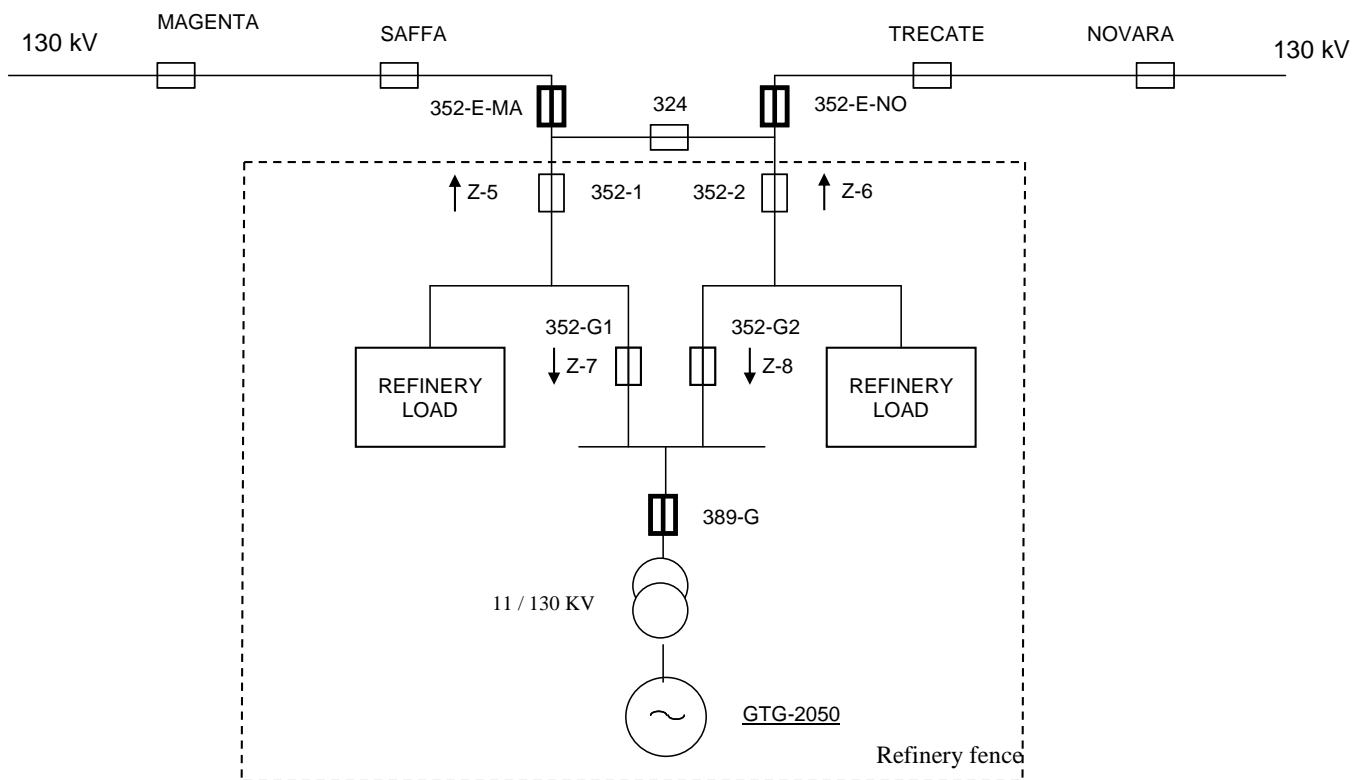 MAGENTA
SAFFA
TRECATE
NOVARA
130 kV
130 kV
352-E-MA
324
352-E-NO
Z-5
352-1
352-2
Z-6
352-G1
352-G2
Z-7
Z-8
REFINERY
LOAD
REFINERY
LOAD
389-G
11 / 130 KV
GTG-2050
Refinery fence